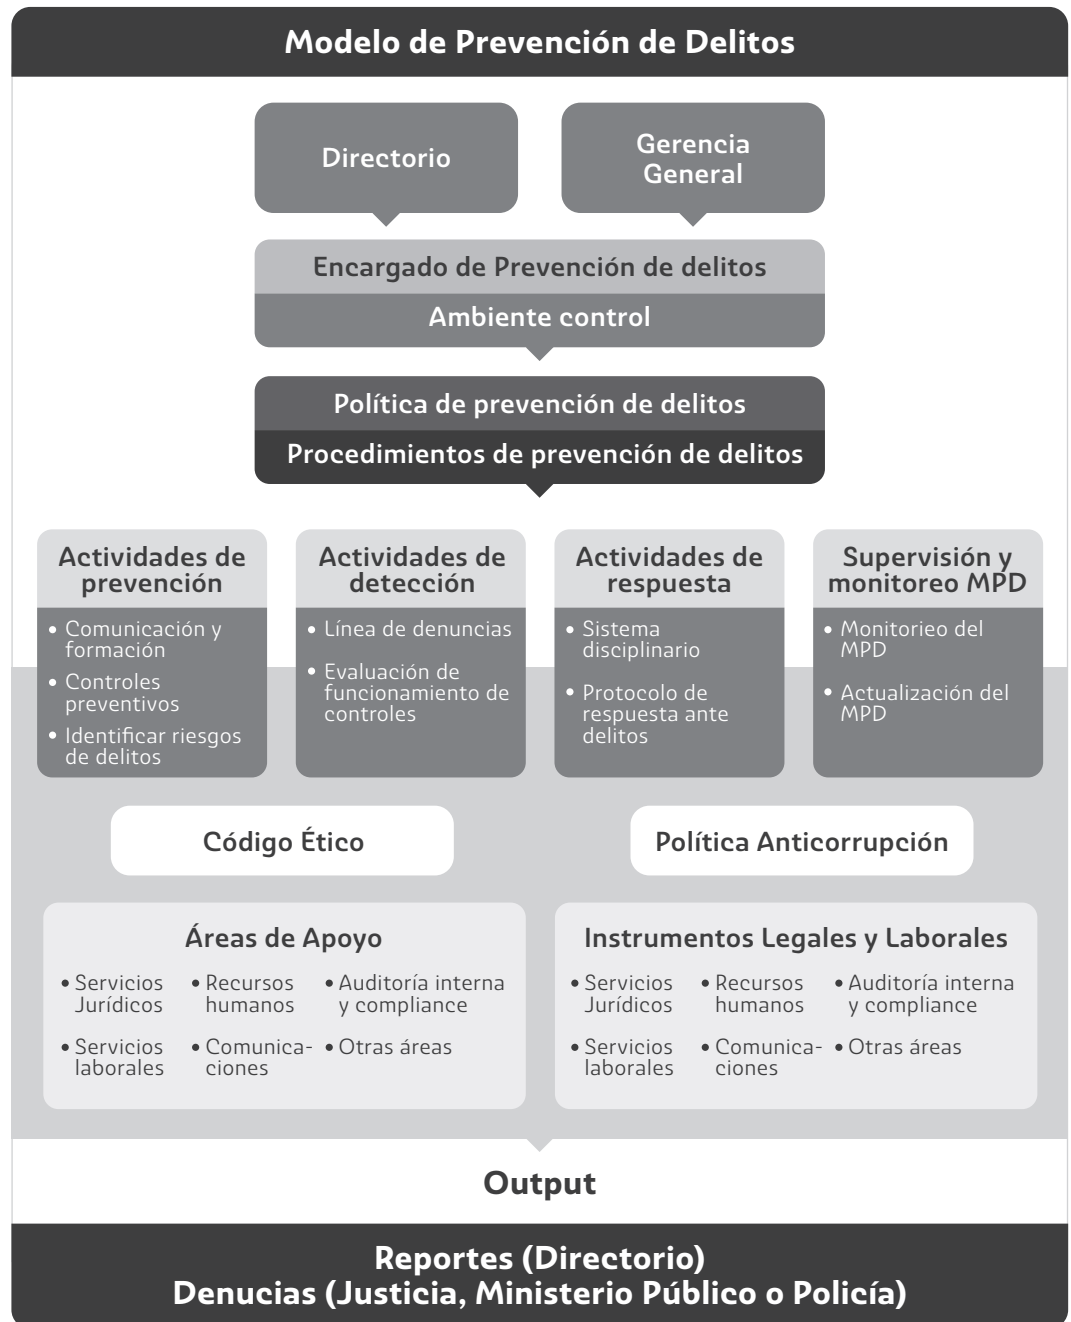 Modelo de Prevención de Delitos
Directorio
Gerencia
General
Encargado de Prevención de delitos
Ambiente control
Política de prevención de delitos
Procedimientos de prevención de delitos
Actividades de
prevención
• Comunicación y
formación
• Controles
preventivos
• Identificar riesgos
de delitos
Actividades de
detección
• Línea de denuncias
• Evaluación de
funcionamiento de
controles
Actividades de
respuesta
• Sistema
disciplinario
• Protocolo de
respuesta ante
delitos
Supervisión y
monitoreo MPD
• Monitorieo del
MPD
• Actualización del
MPD
Código Ético
Política Anticorrupción
Áreas de Apoyo
• Servicios
Jurídicos
• Recursos
humanos
• Auditoría interna
y compliance
• Servicios
laborales
• Comunica-
ciones
• Otras áreas
Instrumentos Legales y Laborales
• Servicios
Jurídicos
• Recursos
humanos
• Auditoría interna
y compliance
• Servicios
laborales
• Comunica-
ciones
• Otras áreas
Output
Reportes (Directorio)
Denucias (Justicia, Ministerio Público o Policía)